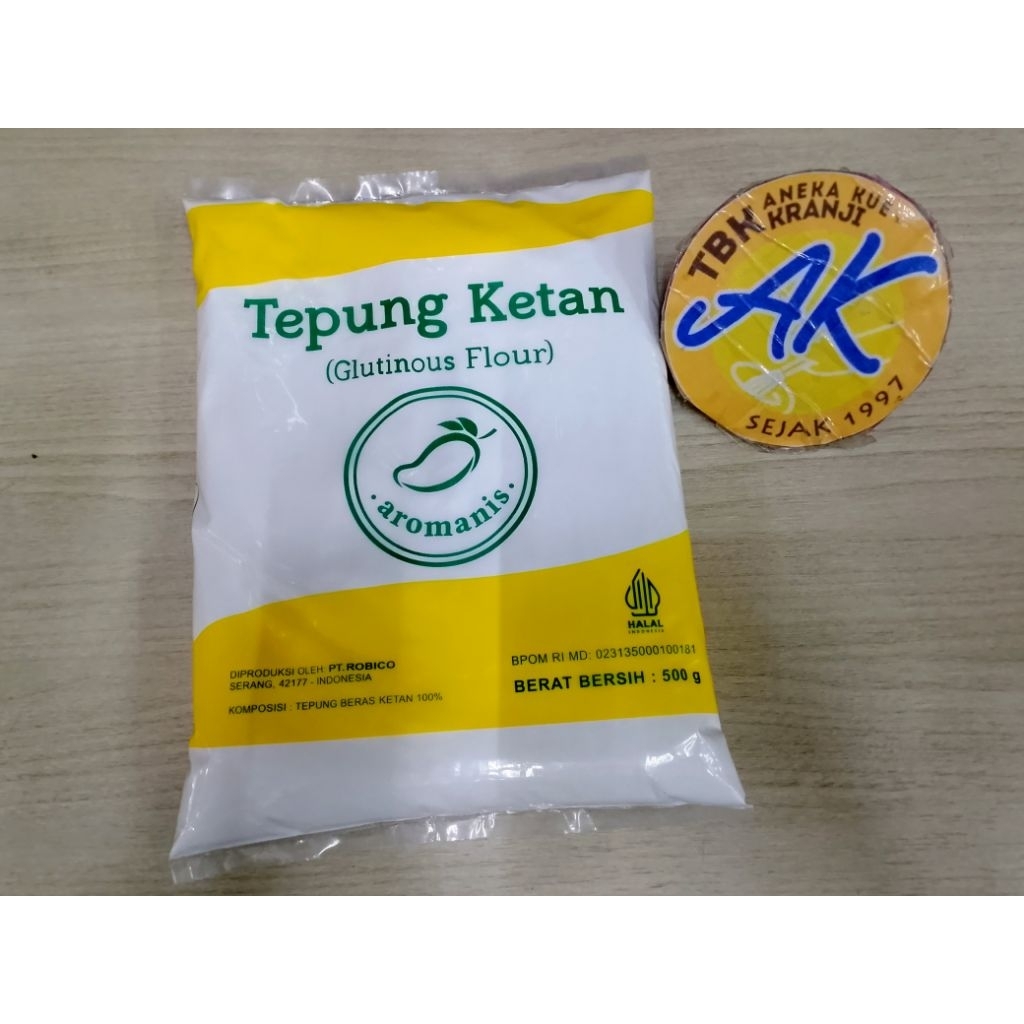 Tepung Ketan
(Glutinous Flour)
aromanis
HALAL
INDONESIA
DIPRODUKSI OLEH: PT. ROBICO
SERANG, 42177 - INDONESIA
KOMPOSISI : TEPUNG BERAS KETAN 100%
BPOM RI MD: 023135000100181
BERAT BERSIH : 500 g
TBH ANEKA KUE
KRANJI
AK
SEJAK 1997